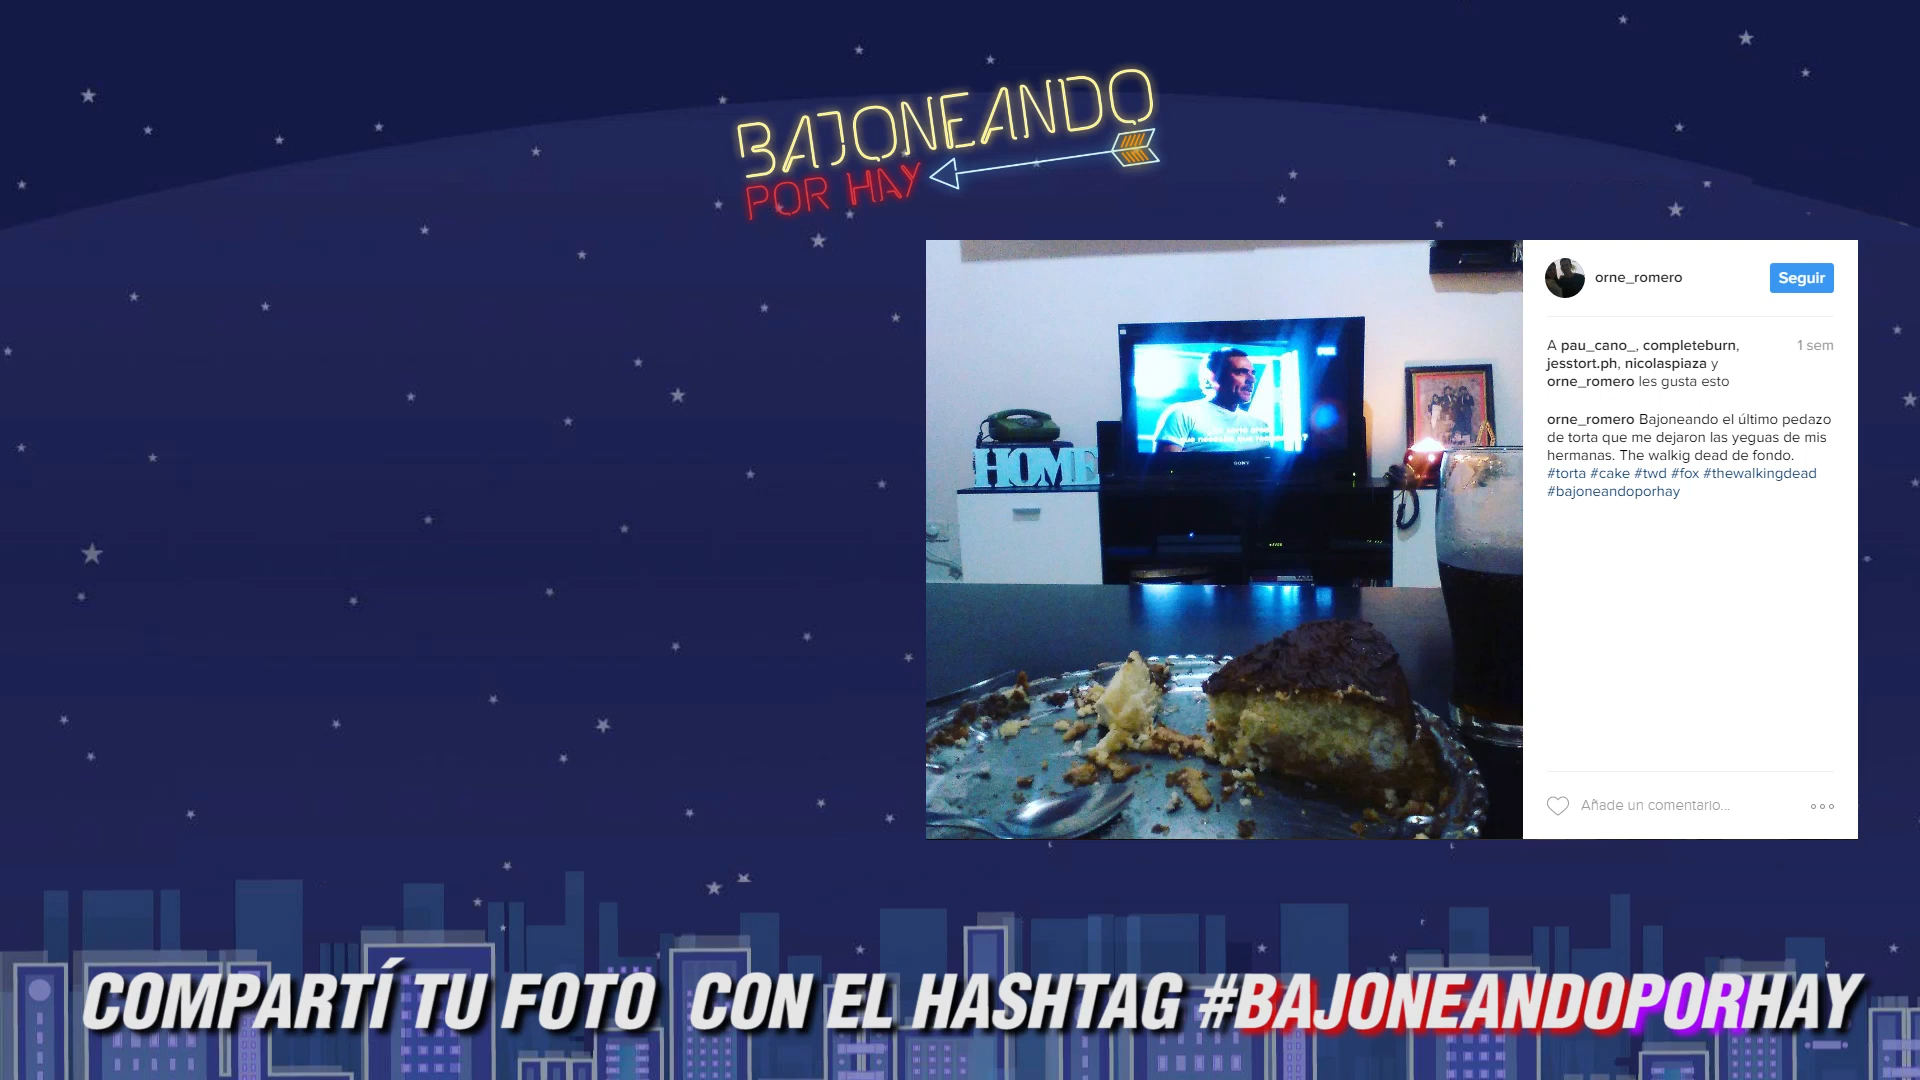 BAJONEANDO
POR HAY
HOME
SONY
orne_romero
Seguir
A pau_cano_, completeburn, 1 sem
jesstort.ph, nicolaspiaza y
orne_romero les gusta esto
orne_romero Bajoneando el último pedazo
de torta que me dejaron las yeguas de mis
hermanas. The walkig dead de fondo.
#torta #cake #twd #fox #thewalkingdead
#bajoneandoporhay
Añade un comentario...
COMPARTÍ TU FOTO CON EL HASHTAG #BAJONEANDOPORHAY